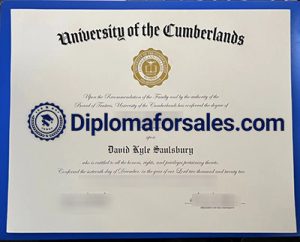 University of the Cumberlands
Upon the Recommendation of the Faculty and by the authority of the
Board of Trustees, University of the Cumberlands has conferred the degree of
Diplomaforsales.com
upon
David Kyle Saulsbury
who is entitled to all the honors, rights, and privileges pertaining thereto.
Conferred the sixteenth day of December, in the year of our Lord two thousand and twenty two